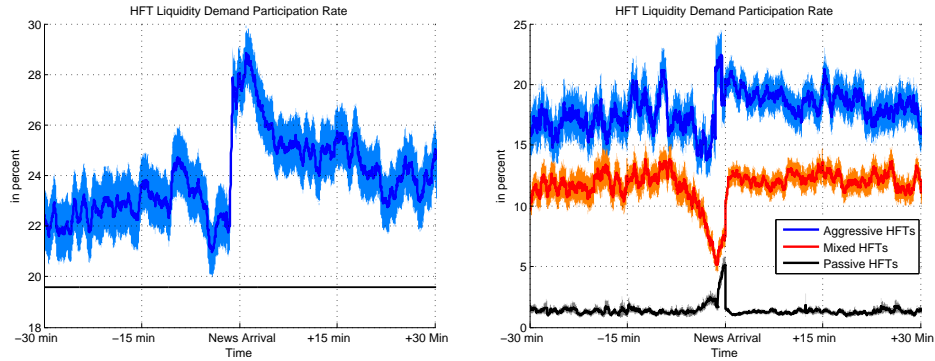 HFT Liquidity Demand Participation Rate
30
28
26
24
22
20
18
in percent
−30 min
−15 min
News Arrival
+15 min
+30 Min
Time
HFT Liquidity Demand Participation Rate
25
20
15
10
5
0
in percent
Aggressive HFTs
Mixed HFTs
Passive HFTs
−30 min
−15 min
News Arrival
+15 min
+30 Min
Time